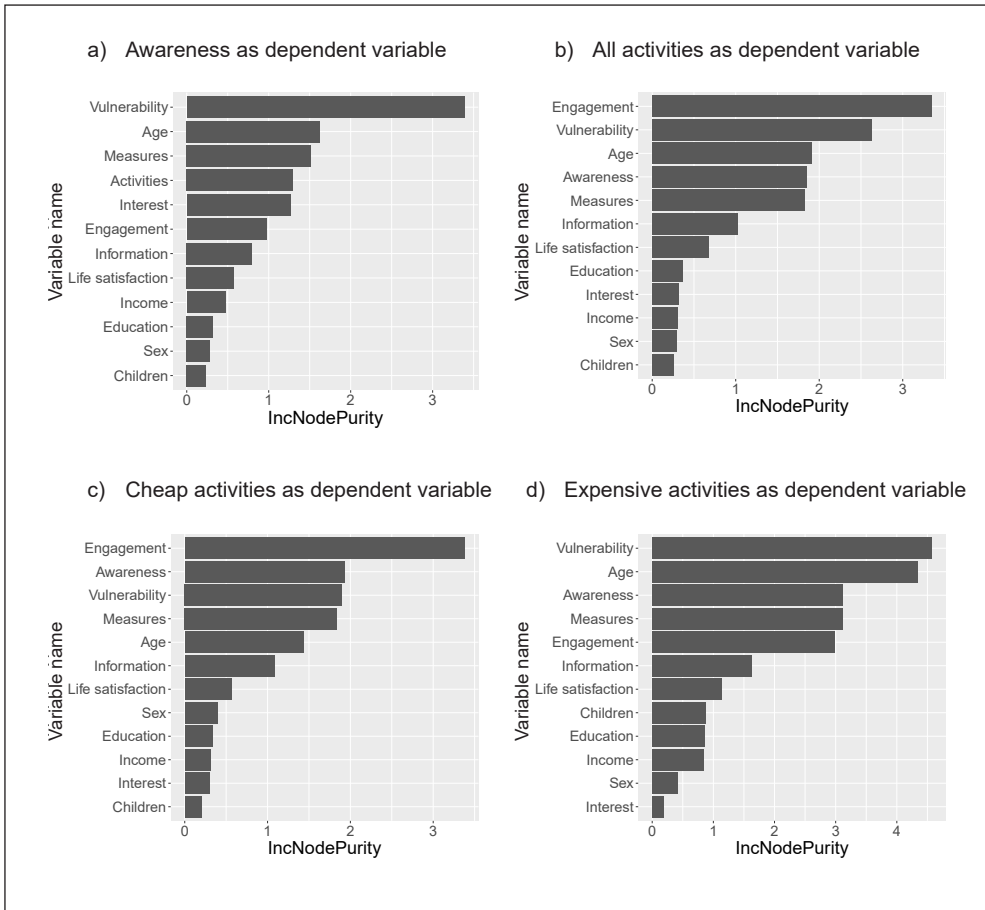 a) Awareness as dependent variable
Vulnerability
Age
Measures
Activities
Interest
Engagement
Information
Life satisfaction
Income
Education
Sex
Children
Variable name
0 1 2 3
IncNodePurity
b) All activities as dependent variable
Engagement
Vulnerability
Age
Awareness
Measures
Information
Life satisfaction
Education
Interest
Income
Sex
Children
Variable name
0 1 2 3
IncNodePurity
c) Cheap activities as dependent variable
Engagement
Awareness
Vulnerability
Measures
Age
Information
Life satisfaction
Sex
Education
Income
Interest
Children
Variable name
0 1 2 3
IncNodePurity
d) Expensive activities as dependent variable
Vulnerability
Age
Awareness
Measures
Engagement
Information
Life satisfaction
Children
Education
Income
Sex
Interest
Variable name
0 1 2 3 4
IncNodePurity